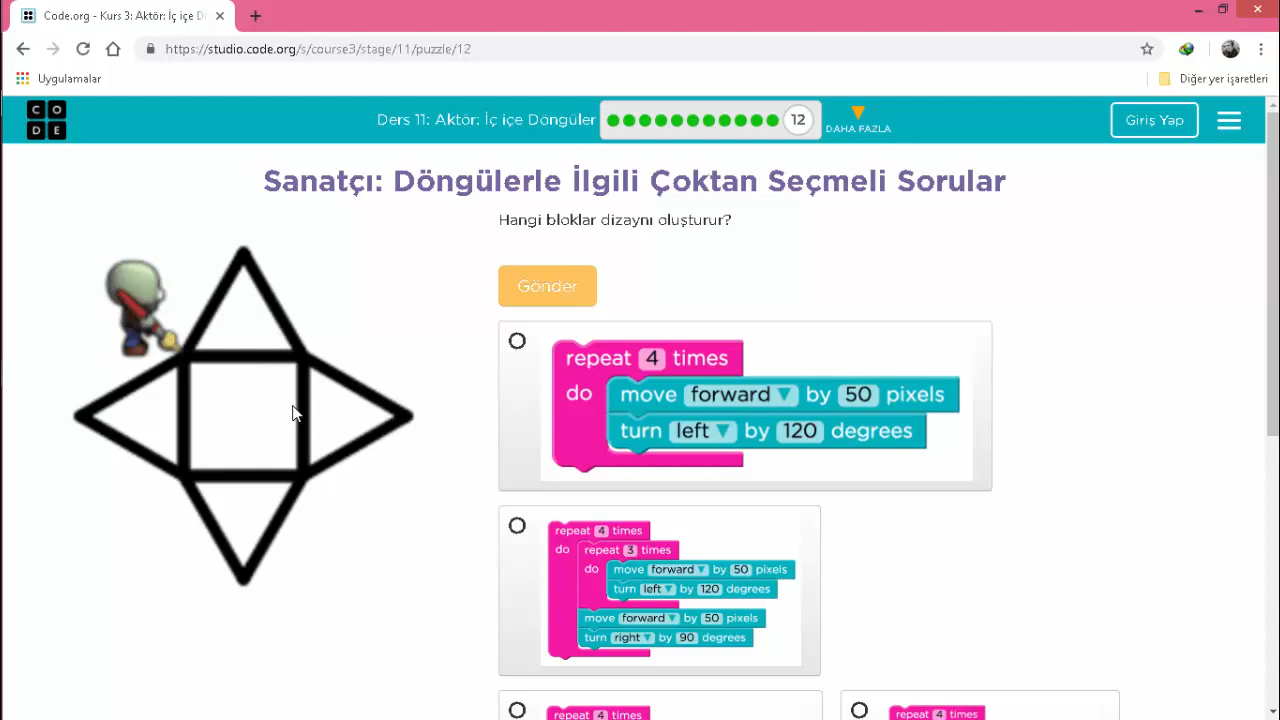 Code.org - Kurs 3: Aktör: İç içe D
https://studio.code.org/s/course3/stage/11/puzzle/12
Uygulamalar
Diğer yer işaretleri
CODE
Ders 11: Aktör: İç içe Döngüler
12
DAHA FAZLA
Giriş Yap
Sanatçı: Döngülerle İlgili Çoktan Seçmeli Sorular
Hangi bloklar dizaynı oluşturur?
Gönder
repeat 4 times
do move forward by 50 pixels
turn left by 120 degrees
repeat 4 times
do repeat 3 times
do move forward by 50 pixels
turn left by 120 degrees
move forward by 50 pixels
turn right by 90 degrees
repeat 4 times
repeat 4 times